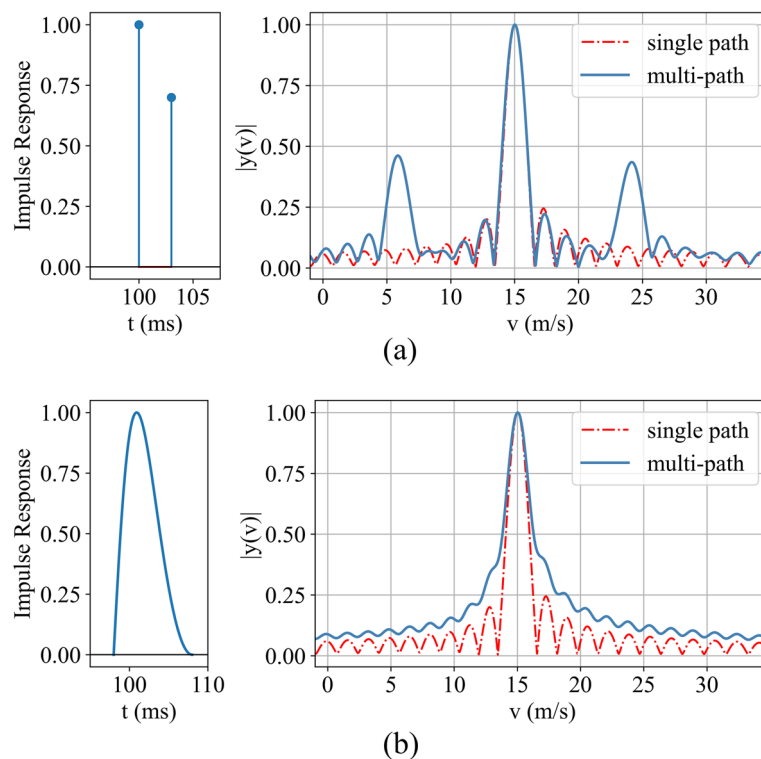 Impulse Response
1.00
0.75
0.50
0.25
0.00
100 105
t (ms)
|y(v)|
1.00
0.75
0.50
0.25
0.00
0 5 10 15 20 25 30
v (m/s)
single path
multi-path
(a)
Impulse Response
1.00
0.75
0.50
0.25
0.00
100 110
t (ms)
|y(v)|
1.00
0.75
0.50
0.25
0.00
0 5 10 15 20 25 30
v (m/s)
single path
multi-path
(b)